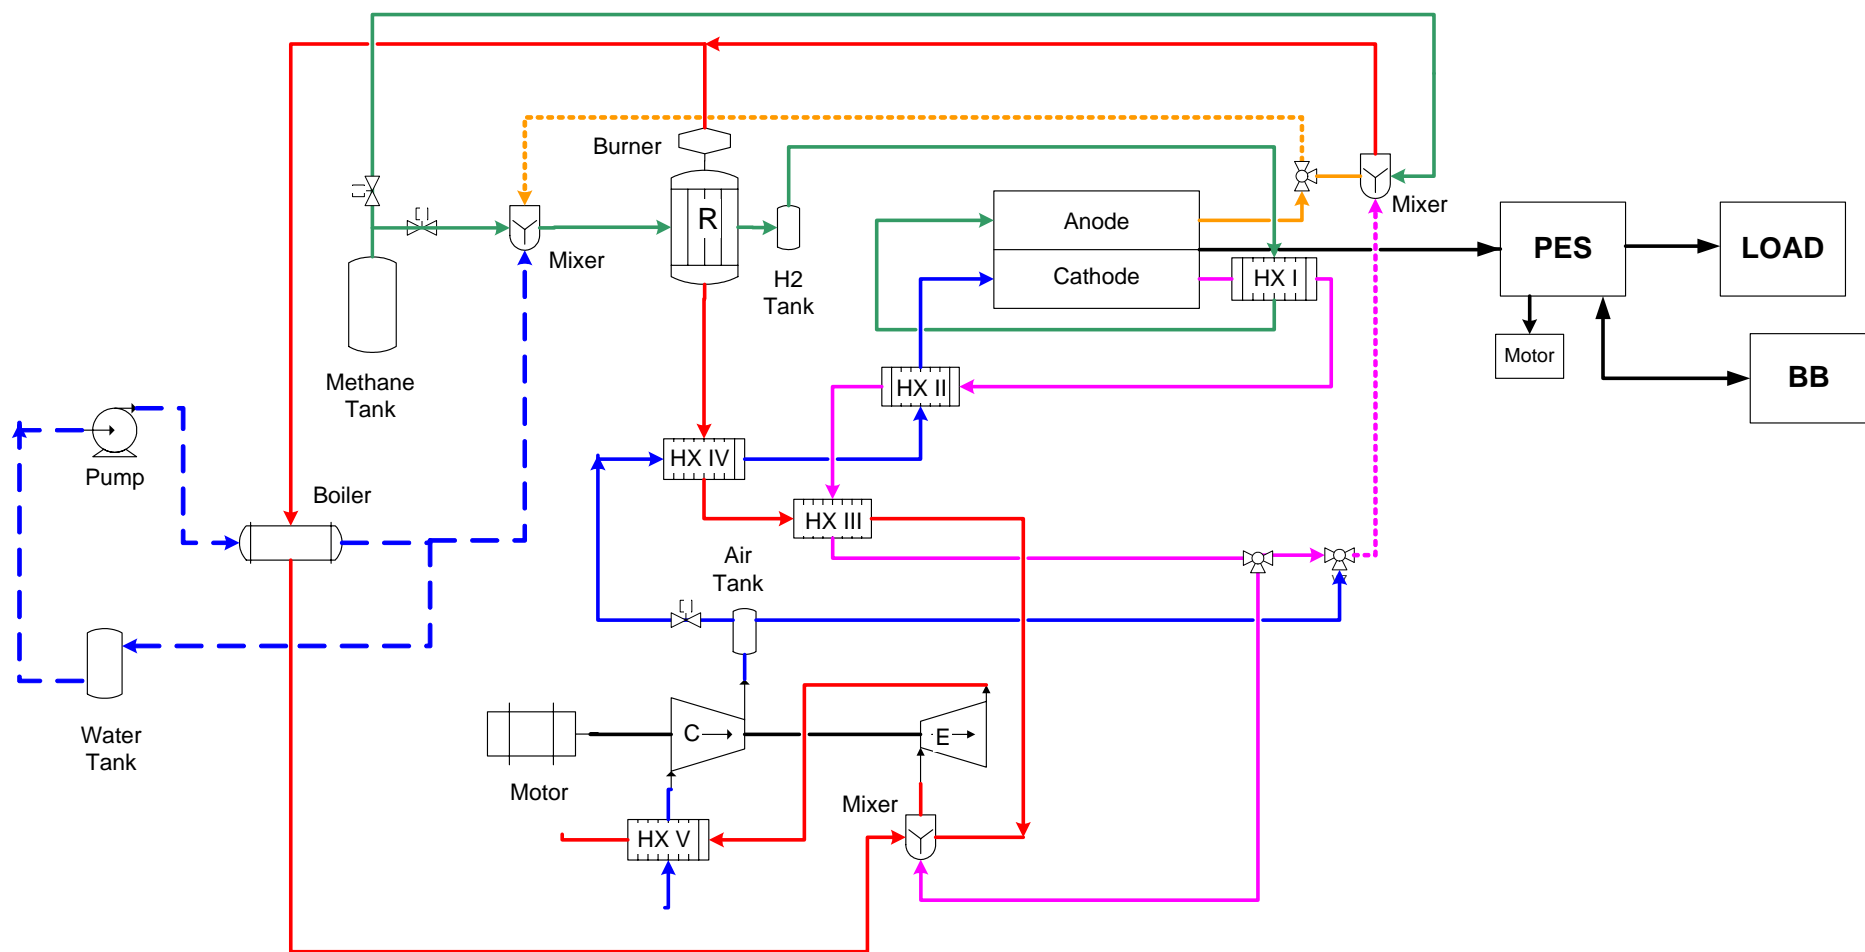 Burner
R
Mixer
H2
Tank
Methane
Tank
Anode
Cathode
HX I
Mixer
PES
LOAD
Motor
BB
HX II
Pump
HX IV
Boiler
HX III
Air
Tank
Water
Tank
C
E
Motor
Mixer
HX V